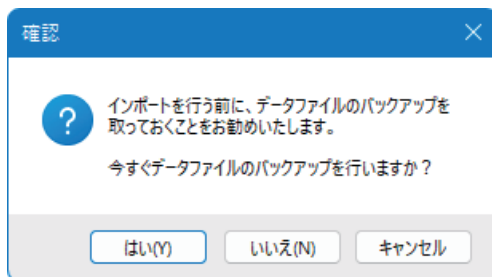 確認
インポートを行う前に、データファイルのバックアップを
取っておくことをお勧めいたします。
今すぐデータファイルのバックアップを行いますか？
はい(Y)
いいえ(N)
キャンセル